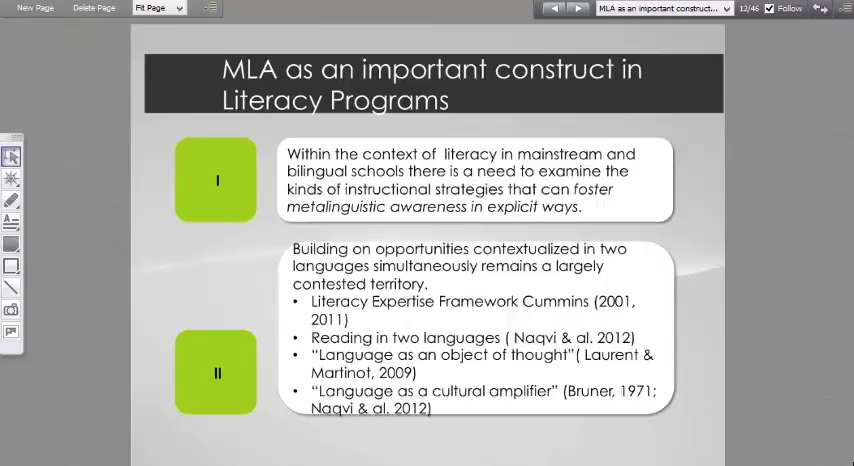 New Page Delete Page Fit Page MLA as an important construct... 12/46 Follow
MLA as an important construct in
Literacy Programs
I
Within the context of literacy in mainstream and
bilingual schools there is a need to examine the
kinds of instructional strategies that can foster
metalinguistic awareness in explicit ways.
II
Building on opportunities contextualized in two
languages simultaneously remains a largely
contested territory.
• Literacy Expertise Framework Cummins (2001,
2011)
• Reading in two languages ( Naqvi & al. 2012)
• “Language as an object of thought”( Laurent &
Martinot, 2009)
• “Language as a cultural amplifier” (Bruner, 1971;
Naqvi & al. 2012)